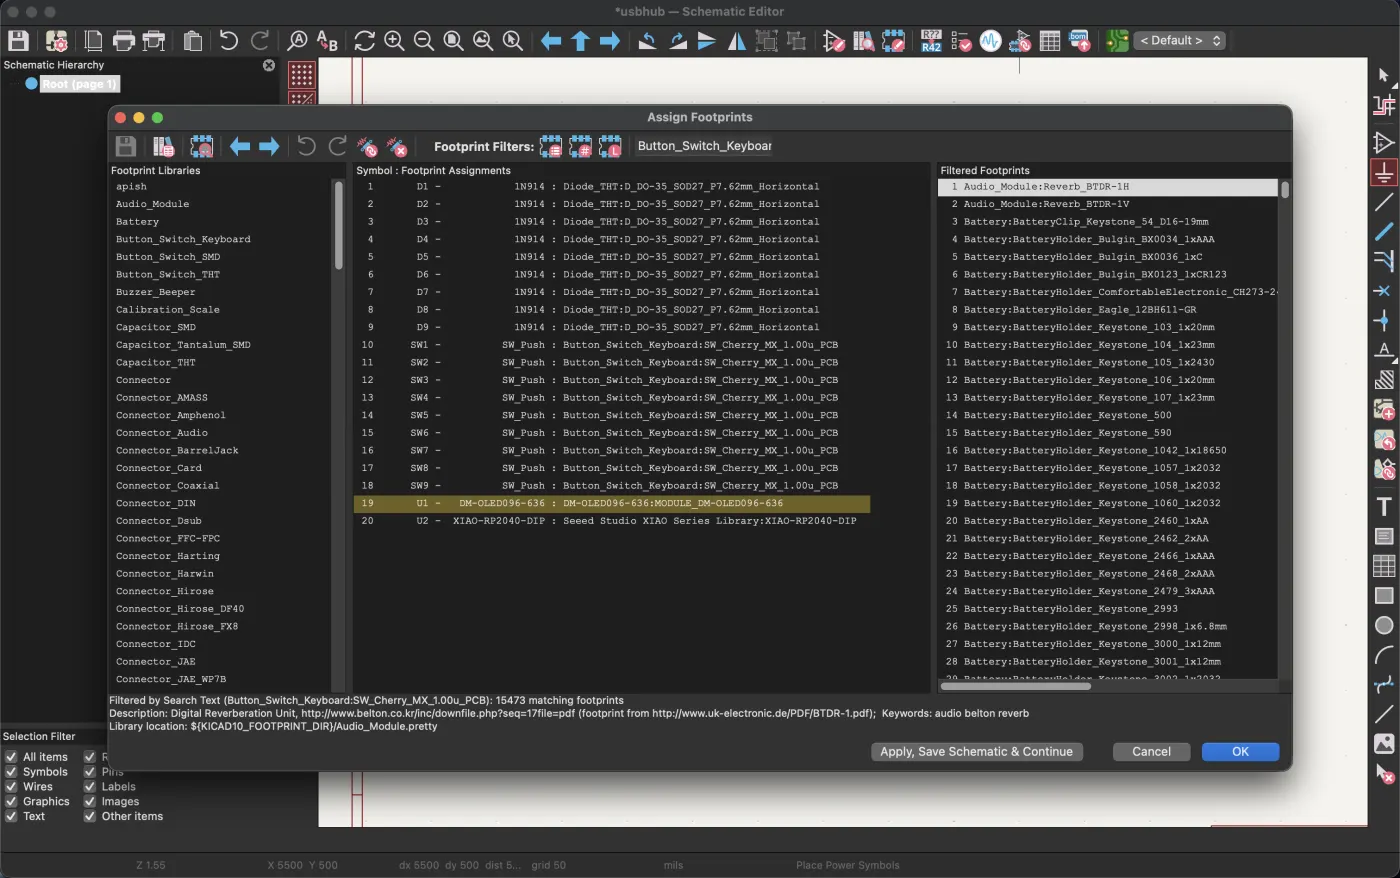 *usbhub — Schematic Editor
< Default >
Schematic Hierarchy
Root (page 1)
Assign Footprints
Footprint Filters:
Button_Switch_Keyboar
Footprint Libraries
apish
Audio_Module
Battery
Button_Switch_Keyboard
Button_Switch_SMD
Button_Switch_THT
Buzzer_Beeper
Calibration_Scale
Capacitor_SMD
Capacitor_Tantalum_SMD
Capacitor_THT
Connector
Connector_AMASS
Connector_Amphenol
Connector_Audio
Connector_BarrelJack
Connector_Card
Connector_Coaxial
Connector_DIN
Connector_Dsub
Connector_FFC-FPC
Connector_Harting
Connector_Harwin
Connector_Hirose
Connector_Hirose_DF40
Connector_Hirose_FX8
Connector_IDC
Connector_JAE
Connector_JAE_WP7B
Symbol : Footprint Assignments
1 D1 - 1N914 : Diode_THT:D_DO-35_SOD27_P7.62mm_Horizontal
2 D2 - 1N914 : Diode_THT:D_DO-35_SOD27_P7.62mm_Horizontal
3 D3 - 1N914 : Diode_THT:D_DO-35_SOD27_P7.62mm_Horizontal
4 D4 - 1N914 : Diode_THT:D_DO-35_SOD27_P7.62mm_Horizontal
5 D5 - 1N914 : Diode_THT:D_DO-35_SOD27_P7.62mm_Horizontal
6 D6 - 1N914 : Diode_THT:D_DO-35_SOD27_P7.62mm_Horizontal
7 D7 - 1N914 : Diode_THT:D_DO-35_SOD27_P7.62mm_Horizontal
8 D8 - 1N914 : Diode_THT:D_DO-35_SOD27_P7.62mm_Horizontal
9 D9 - 1N914 : Diode_THT:D_DO-35_SOD27_P7.62mm_Horizontal
10 SW1 - SW_Push : Button_Switch_Keyboard:SW_Cherry_MX_1.00u_PCB
11 SW2 - SW_Push : Button_Switch_Keyboard:SW_Cherry_MX_1.00u_PCB
12 SW3 - SW_Push : Button_Switch_Keyboard:SW_Cherry_MX_1.00u_PCB
13 SW4 - SW_Push : Button_Switch_Keyboard:SW_Cherry_MX_1.00u_PCB
14 SW5 - SW_Push : Button_Switch_Keyboard:SW_Cherry_MX_1.00u_PCB
15 SW6 - SW_Push : Button_Switch_Keyboard:SW_Cherry_MX_1.00u_PCB
16 SW7 - SW_Push : Button_Switch_Keyboard:SW_Cherry_MX_1.00u_PCB
17 SW8 - SW_Push : Button_Switch_Keyboard:SW_Cherry_MX_1.00u_PCB
18 SW9 - SW_Push : Button_Switch_Keyboard:SW_Cherry_MX_1.00u_PCB
19 U1 - DM-OLED096-636 : DM-OLED096-636:MODULE_DM-OLED096-636
20 U2 - XIAO-RP2040-DIP : Seeed Studio XIAO Series Library:XIAO-RP2040-DIP
Filtered Footprints
1 Audio_Module:Reverb_BTDR-1H
2 Audio_Module:Reverb_BTDR-1V
3 Battery:BatteryClip_Keystone_54_D16-19mm
4 Battery:BatteryHolder_Bulgin_BX0034_1xAAA
5 Battery:BatteryHolder_Bulgin_BX0036_1xC
6 Battery:BatteryHolder_Bulgin_BX0123_1xCR123
7 Battery:BatteryHolder_ComfortableElectronic_CH273-2
8 Battery:BatteryHolder_Eagle_12BH611-GR
9 Battery:BatteryHolder_Keystone_103_1x20mm
10 Battery:BatteryHolder_Keystone_104_1x23mm
11 Battery:BatteryHolder_Keystone_105_1x2430
12 Battery:BatteryHolder_Keystone_106_1x20mm
13 Battery:BatteryHolder_Keystone_107_1x23mm
14 Battery:BatteryHolder_Keystone_500
15 Battery:BatteryHolder_Keystone_590
16 Battery:BatteryHolder_Keystone_1042_1x18650
17 Battery:BatteryHolder_Keystone_1057_1x2032
18 Battery:BatteryHolder_Keystone_1058_1x2032
19 Battery:BatteryHolder_Keystone_1060_1x2032
20 Battery:BatteryHolder_Keystone_2460_1xAA
21 Battery:BatteryHolder_Keystone_2462_2xAA
22 Battery:BatteryHolder_Keystone_2466_1xAAA
23 Battery:BatteryHolder_Keystone_2468_2xAAA
24 Battery:BatteryHolder_Keystone_2479_3xAAA
25 Battery:BatteryHolder_Keystone_2993
26 Battery:BatteryHolder_Keystone_2998_1x6.8mm
27 Battery:BatteryHolder_Keystone_3000_1x12mm
28 Battery:BatteryHolder_Keystone_3001_1x12mm
29 Battery:BatteryHolder_Keystone_3002_1x2032
Filtered by Search Text (Button_Switch_Keyboard:SW_Cherry_MX_1.00u_PCB): 15473 matching footprints
Description: Digital Reverberation Unit, http://www.belton.co.kr/inc/downfile.php?seq=17file=pdf (footprint from http://www.uk-electronic.de/PDF/BTDR-1.pdf); Keywords: audio belton reverb
Library location: ${KICAD10_FOOTPRINT_DIR}/Audio_Module.pretty
Apply, Save Schematic & Continue
Cancel
OK
Selection Filter
All items R
Symbols Pins
Wires Labels
Graphics Images
Text Other items
Z 1.55 X 5500 Y 500 dx 5500 dy 500 dist 5... grid 50 mils Place Power Symbols